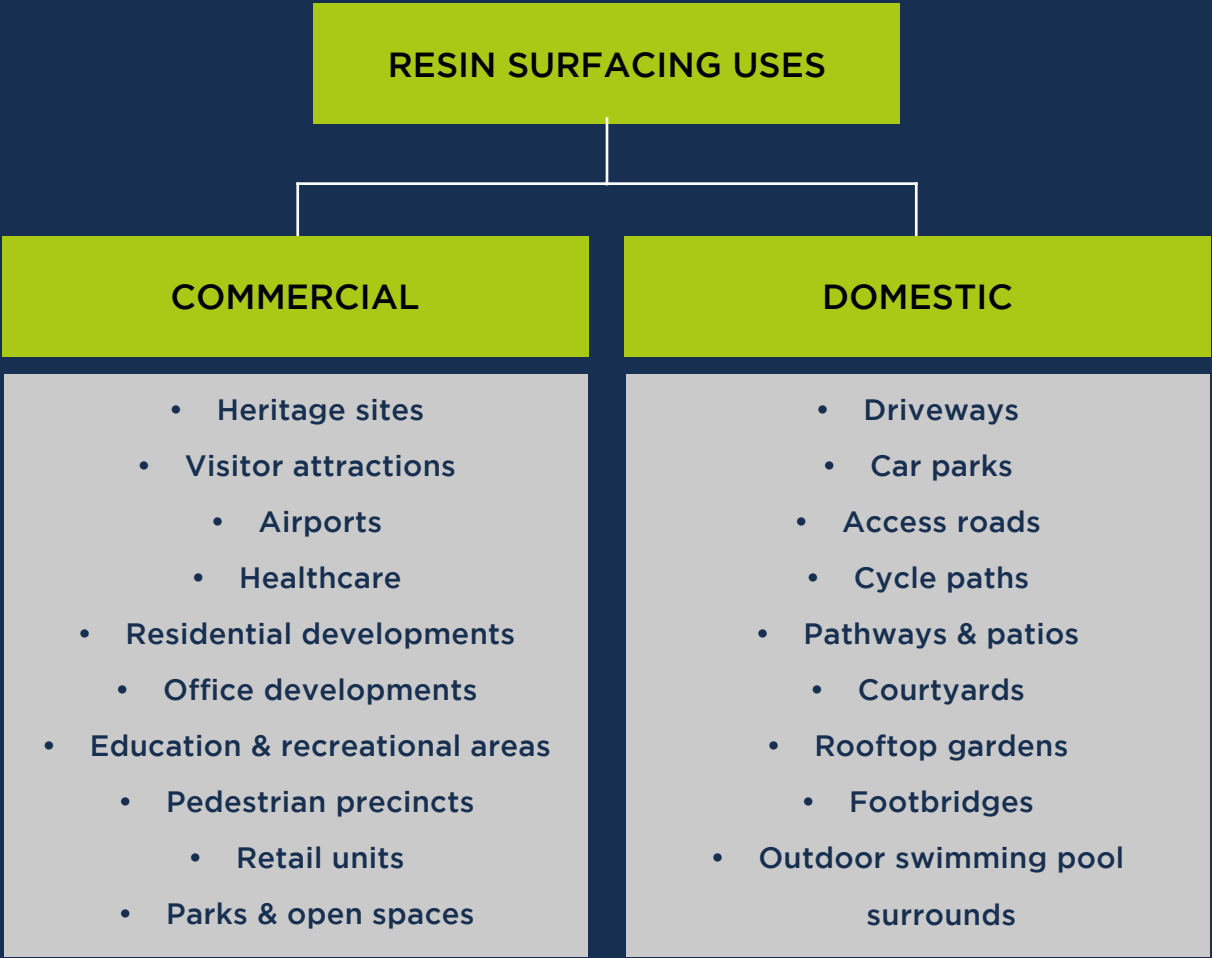 RESIN SURFACING USES
COMMERCIAL
• Heritage sites
• Visitor attractions
• Airports
• Healthcare
• Residential developments
• Office developments
• Education & recreational areas
• Pedestrian precincts
• Retail units
• Parks & open spaces
DOMESTIC
• Driveways
• Car parks
• Access roads
• Cycle paths
• Pathways & patios
• Courtyards
• Rooftop gardens
• Footbridges
• Outdoor swimming pool
surrounds